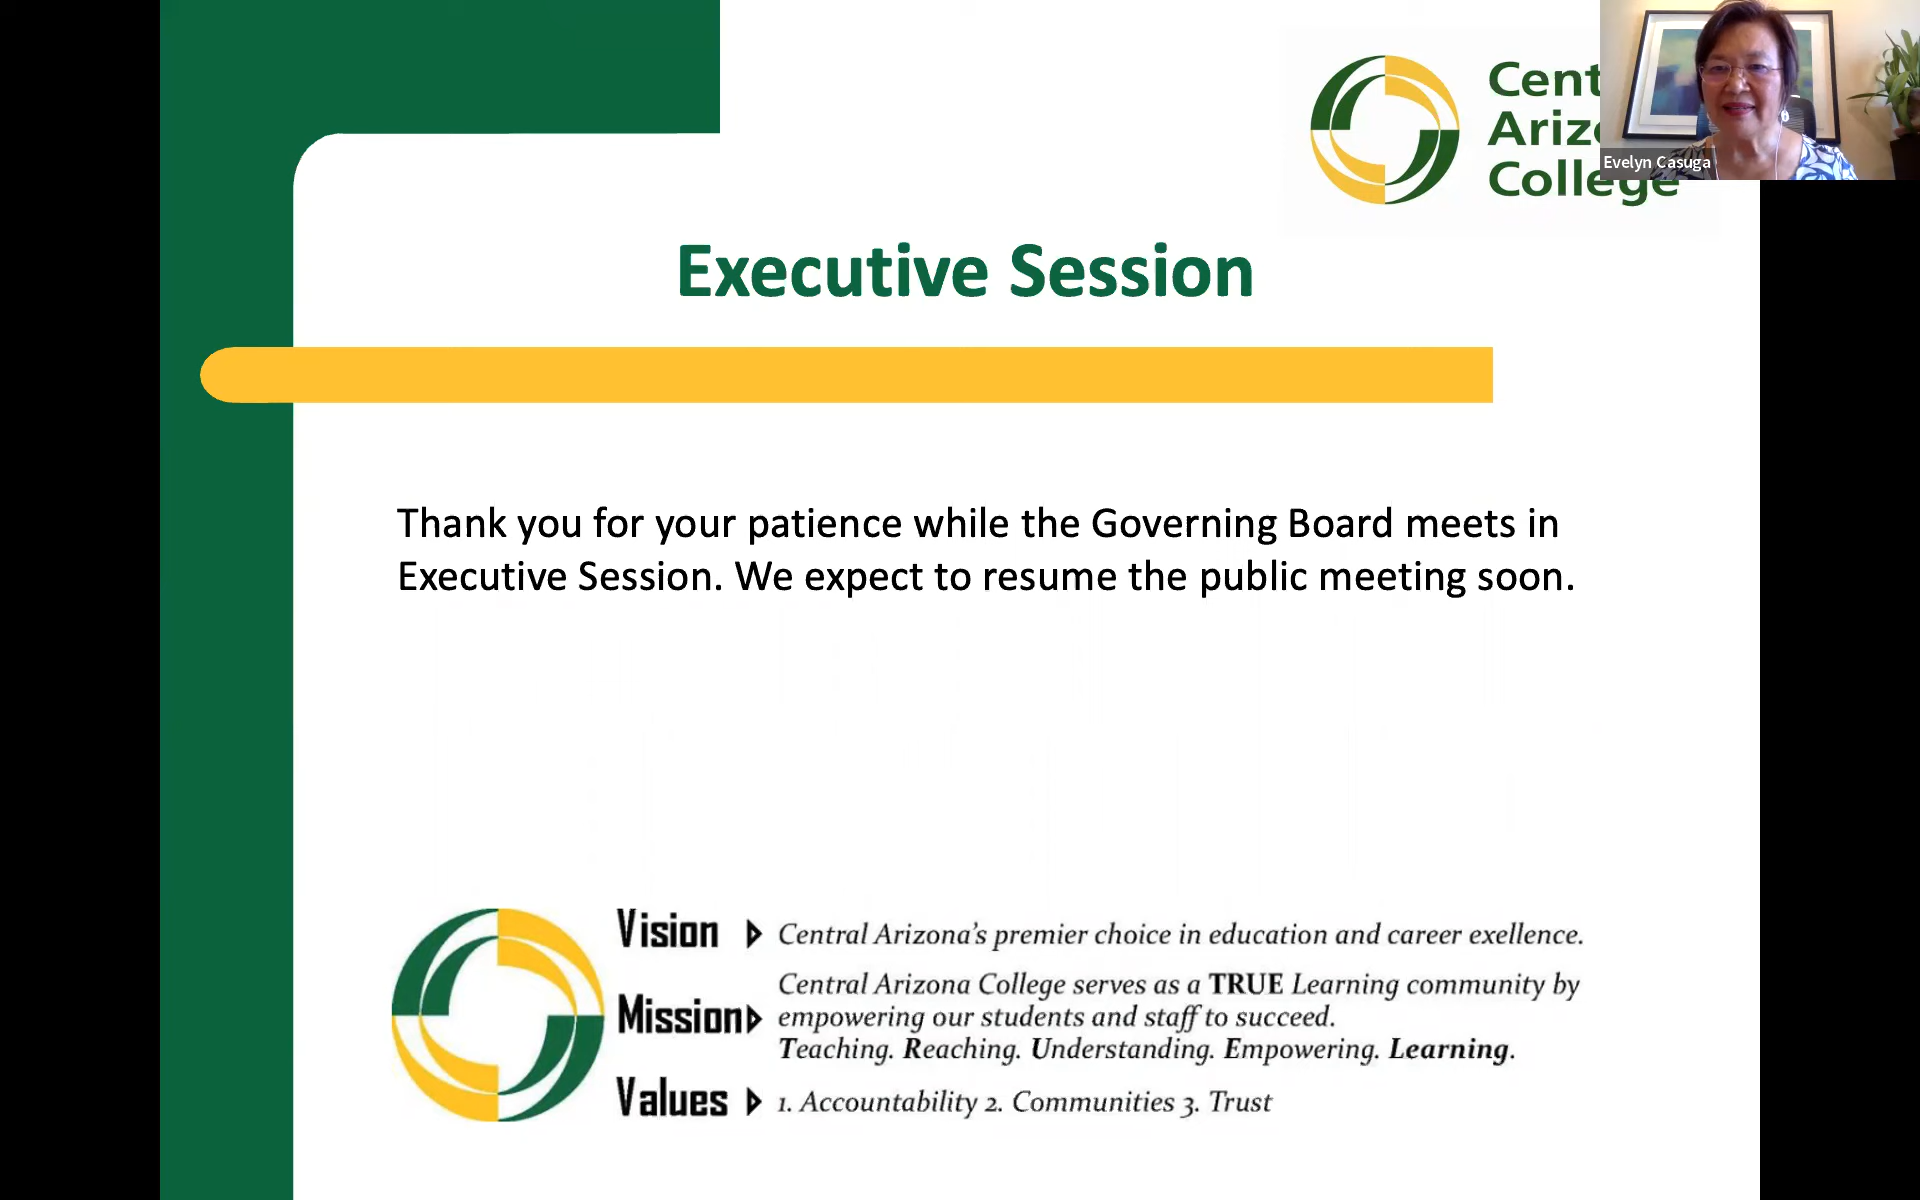 Cent
Ariz
College
Evelyn Casuga
Executive Session
Thank you for your patience while the Governing Board meets in
Executive Session. We expect to resume the public meeting soon.
Vision
Central Arizona's premier choice in education and career exellence.
Mission
Central Arizona College serves as a TRUE Learning community by
empowering our students and staff to succeed.
Teaching. Reaching. Understanding. Empowering. Learning.
Values
1. Accountability 2. Communities 3. Trust